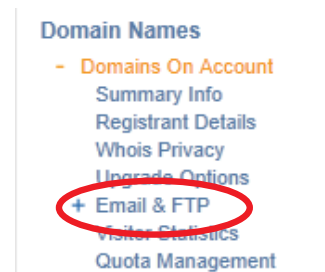 Domain Names
- Domains On Account
Summary Info
Registrant Details
Whois Privacy
Upgrade Options
+ Email & FTP
Visitor Statistics
Quota Management